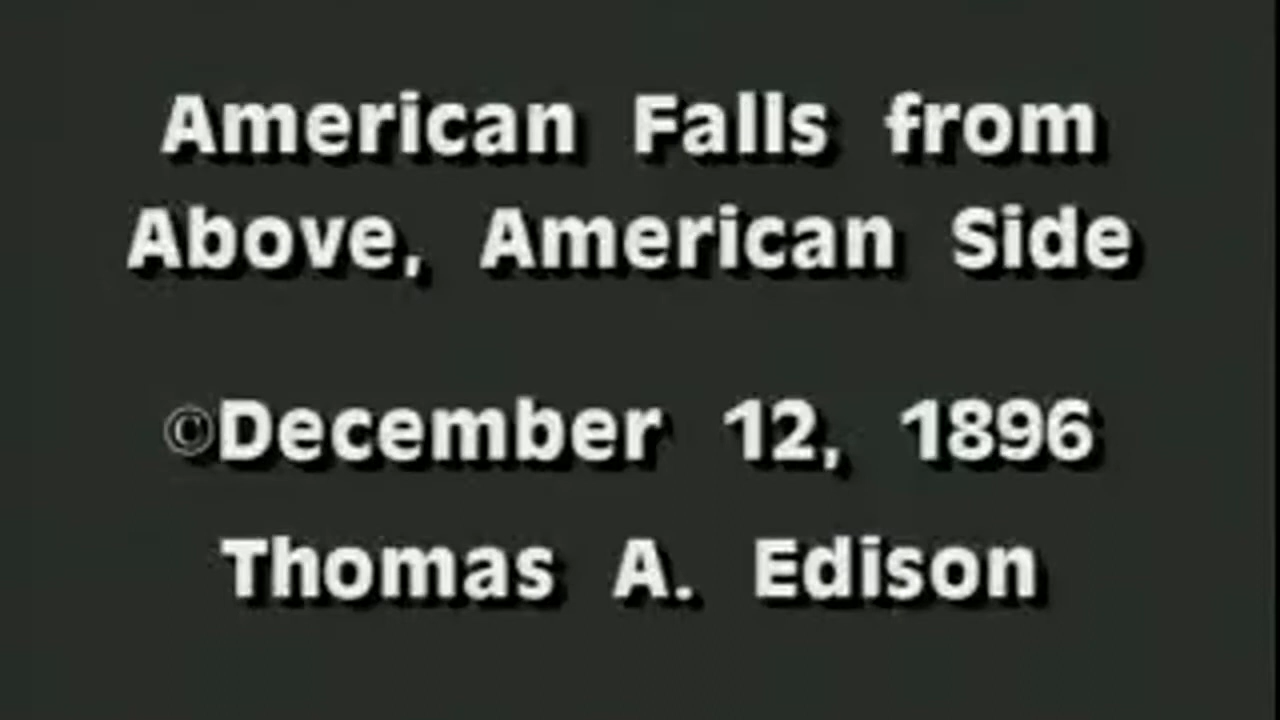 American Falls from
Above, American Side
©December 12, 1896
Thomas A. Edison